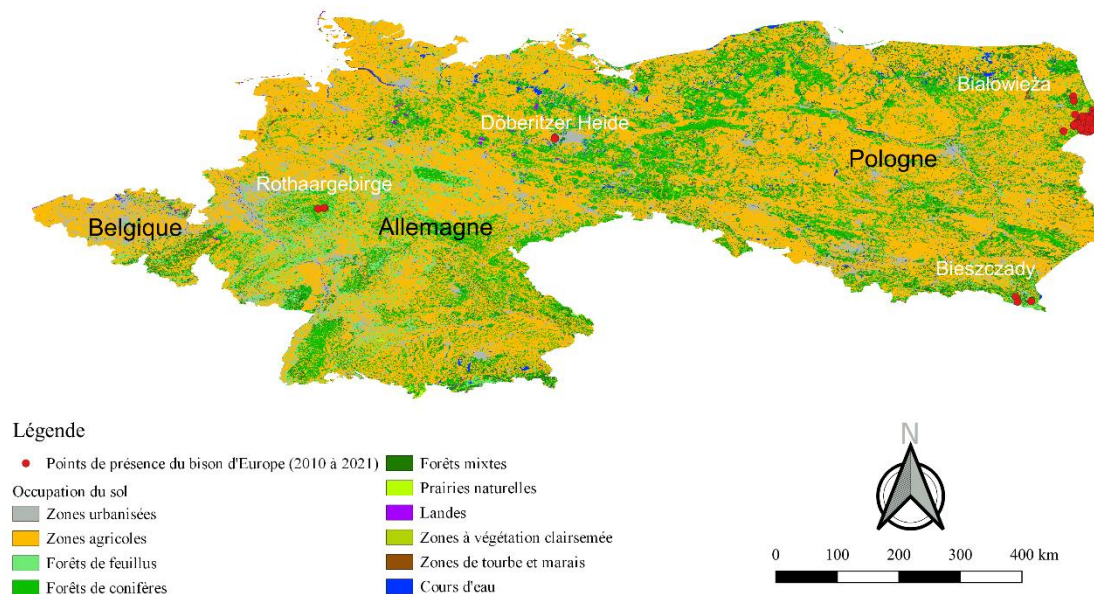 Bialowieża
Döberitzer Heide
Pologne
Rothaargebirge
Belgique
Allemagne
Bieszczady
Légende
Points de présence du bison d'Europe (2010 à 2021)
Occupation du sol
Zones urbanisées
Zones agricoles
Forêts de feuillus
Forêts de conifères
Forêts mixtes
Prairies naturelles
Landes
Zones à végétation clairsemée
Zones de tourbe et marais
Cours d'eau
N
0 100 200 300 400 km